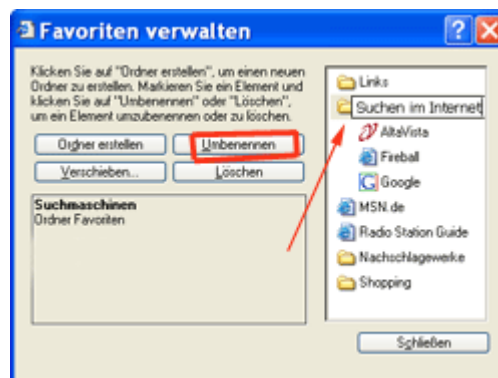 Favoriten verwalten
Klicken Sie auf "Ordner erstellen", um einen neuen
Ordner zu erstellen. Markieren Sie ein Element und
klicken Sie auf "Umbenennen" oder "Löschen",
um ein Element umzubenennen oder zu löschen.
Ordner erstellen
Umbenennen
Verschieben...
Löschen
Suchmaschinen
Ordner Favoriten
Links
Suchen im Internet
AltaVista
Fireball
Google
MSN.de
Radio Station Guide
Nachschlagewerke
Shopping
Schließen